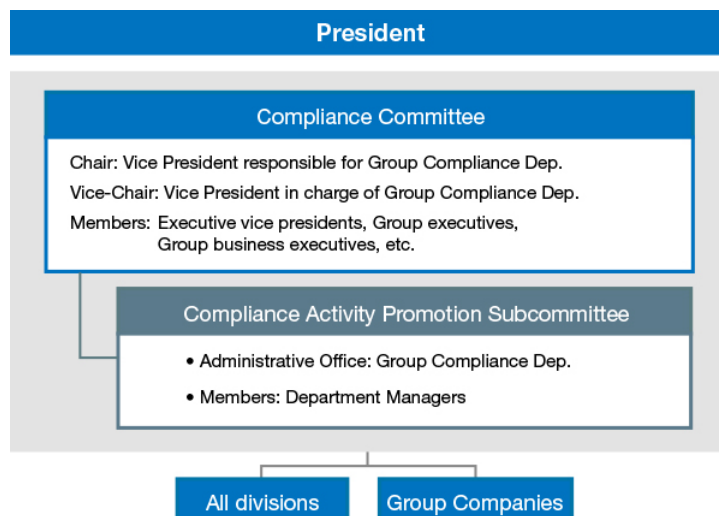 President
Compliance Committee
Chair: Vice President responsible for Group Compliance Dep.
Vice-Chair: Vice President in charge of Group Compliance Dep.
Members: Executive vice presidents, Group executives,
Group business executives, etc.
Compliance Activity Promotion Subcommittee
• Administrative Office: Group Compliance Dep.
• Members: Department Managers
All divisions
Group Companies